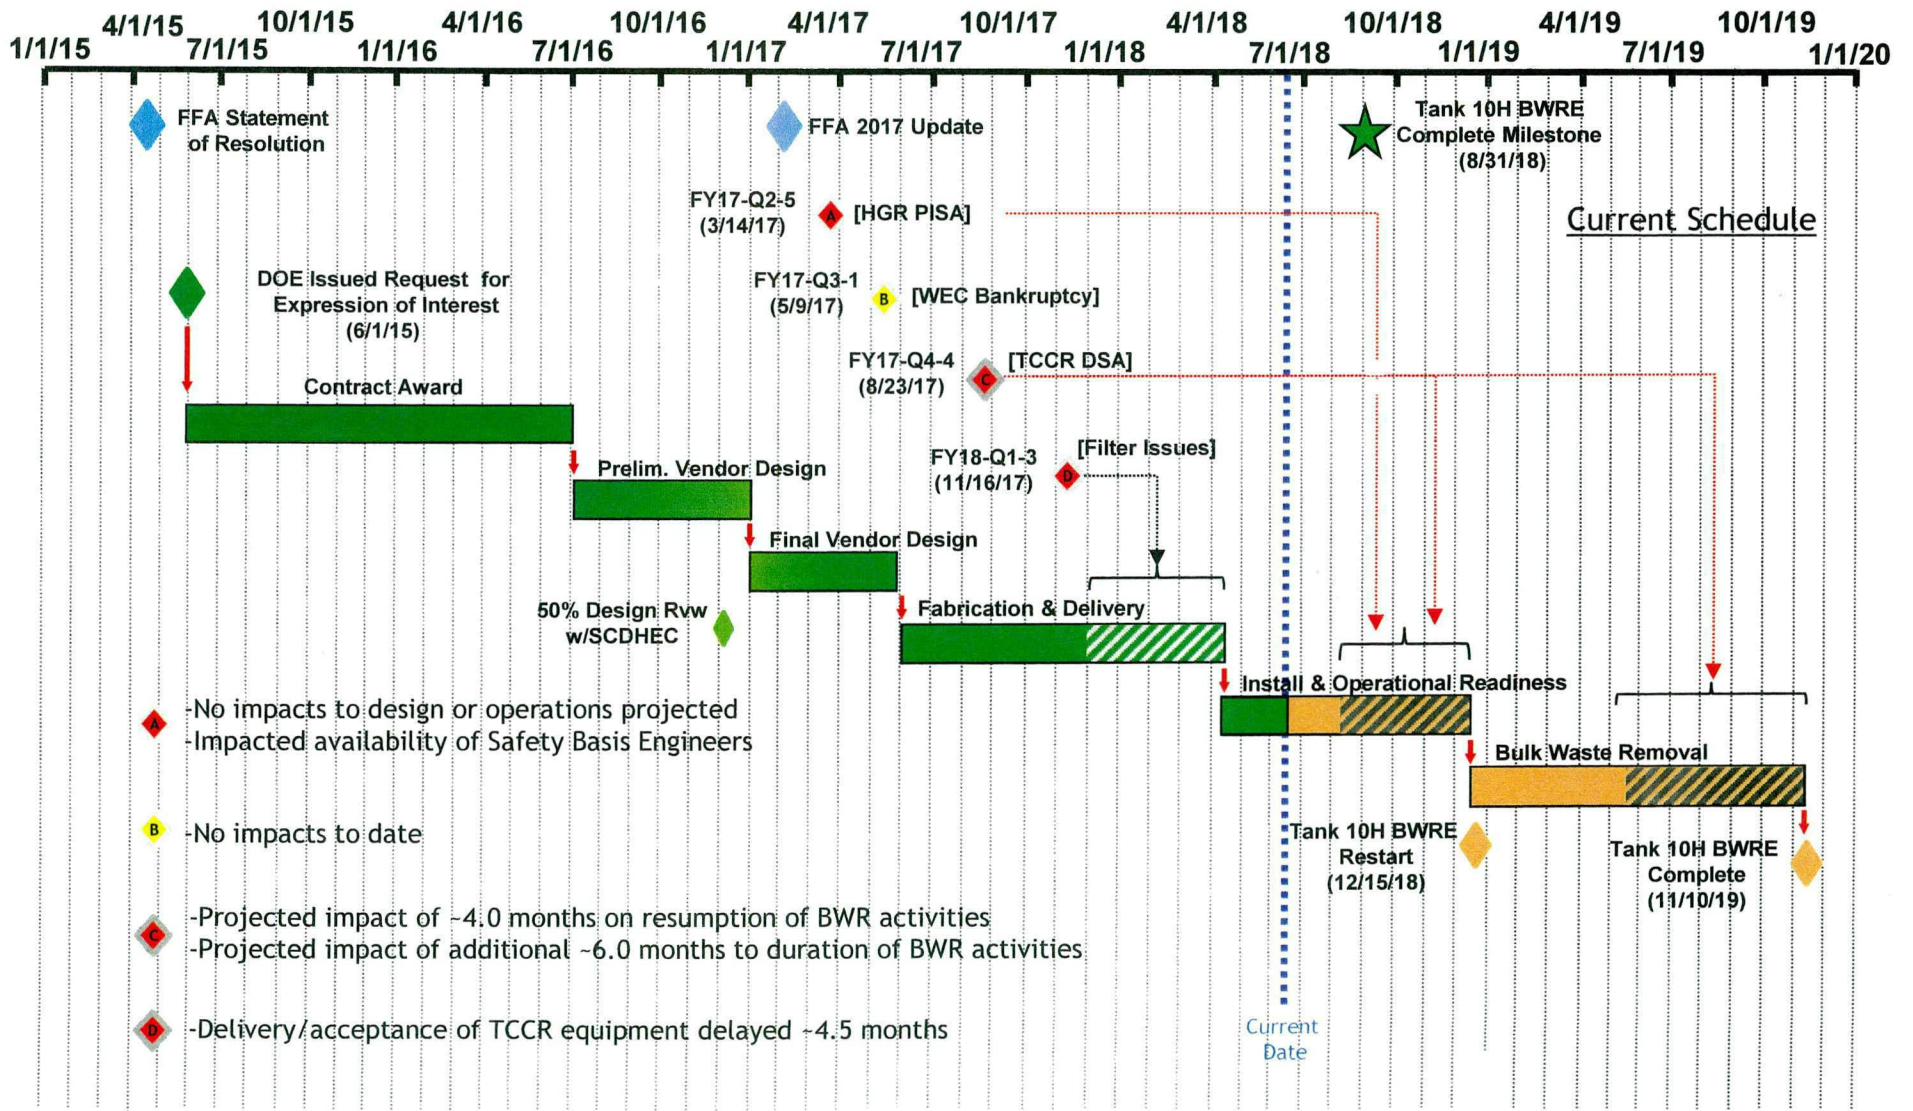 4/1/15 10/1/15 4/1/16 10/1/16 4/1/17 10/1/17 4/1/18 10/1/18 4/1/19 10/1/19
1/1/15 7/1/15 1/1/16 7/1/16 1/1/17 7/1/17 1/1/18 7/1/18 1/1/19 7/1/19 1/1/20
FFA Statement
of Resolution
FFA 2017 Update
Tank 10H BWRE
Complete Milestone
(8/31/18)
FY17-Q2-5
(3/14/17)
A
[HGR PISA]
Current Schedule
DOE Issued Request for
Expression of Interest
(6/1/15)
FY17-Q3-1
(5/9/17)
B
[WEC Bankruptcy]
FY17-Q4-4
(8/23/17)
C
[TCCR DSA]
Contract Award
FY18-Q1-3
(11/16/17)
D
[Filter Issues]
Prelim. Vendor Design
Final Vendor Design
50% Design Rvw
w/SCDHEC
Fabrication & Delivery
Install & Operational Readiness
Bulk Waste Removal
Tank 10H BWRE
Restart
(12/15/18)
Tank 10H BWRE
Complete
(11/10/19)
A
-No impacts to design or operations projected
-Impacted availability of Safety Basis Engineers
B
-No impacts to date
C
-Projected impact of ~4.0 months on resumption of BWR activities
-Projected impact of additional ~6.0 months to duration of BWR activities
D
-Delivery/acceptance of TCCR equipment delayed ~4.5 months
Current
Date